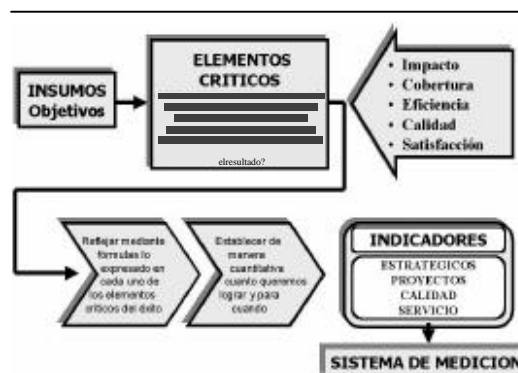 INSUMOS
Objetivos
ELEMENTOS
CRITICOS
elresultado?
• Impacto
• Cobertura
• Eficiencia
• Calidad
• Satisfacción
Reflejar mediante
fórmulas lo
expresado en
cada uno de
los elementos
críticos del éxito
Establecer de
manera
cuantitativa
cuanto queremos
lograr y para
cuando
INDICADORES
ESTRATEGICOS
PROYECTOS
CALIDAD
SERVICIO
SISTEMA DE MEDICION